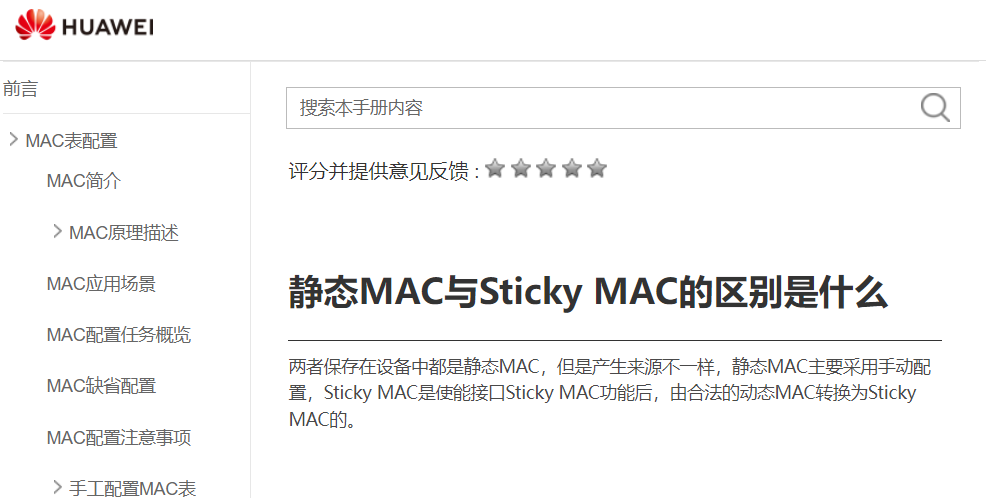 HUAWEI
前言
MAC表配置
MAC简介
MAC原理描述
MAC应用场景
MAC配置任务概览
MAC缺省配置
MAC配置注意事项
手工配置MAC表
搜索本手册内容
评分并提供意见反馈 :
静态MAC与Sticky MAC的区别是什么
两者保存在设备中都是静态MAC，但是产生来源不一样，静态MAC主要采用手动配
置，Sticky MAC是使能接口Sticky MAC功能后，由合法的动态MAC转换为Sticky
MAC的。